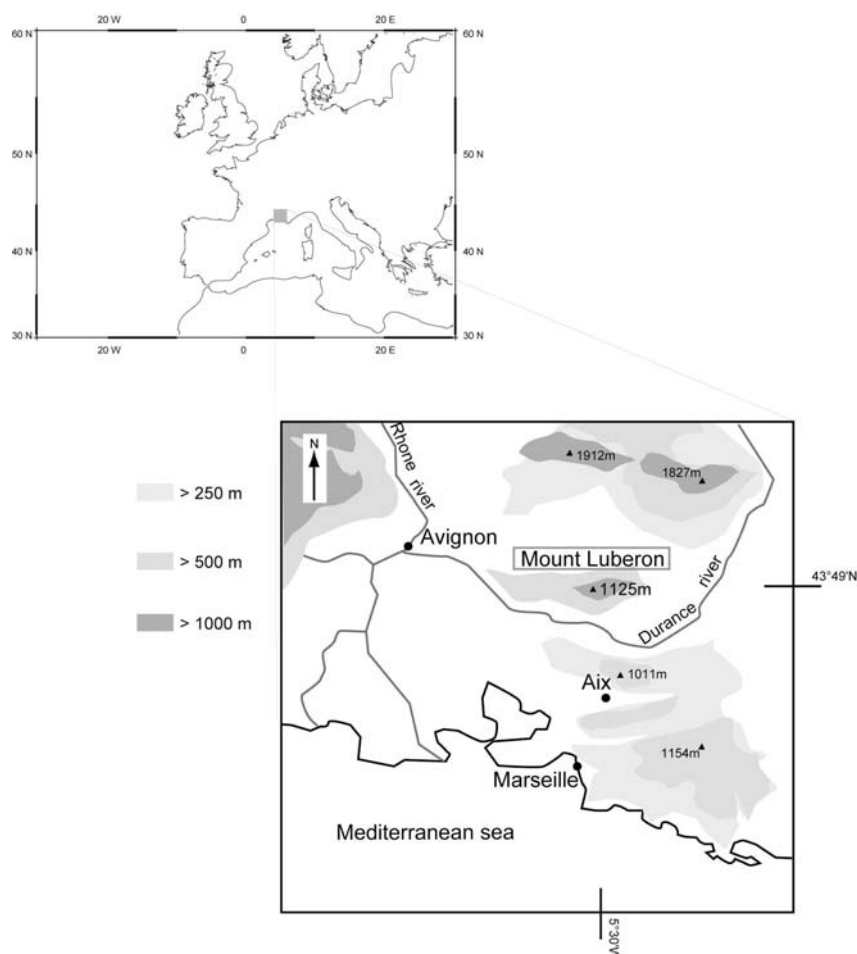 20 W 0 20 E
60 N 60 N
50 N 50 N
40 N 40 N
30 N 30 N
20 W 0 20 E
N
Rhone river
1912m
1827m
> 250 m
> 500 m
> 1000 m
Avignon
Mount Luberon
43°49'N
1125m
Durance river
1011m
Aix
1154m
Marseille
Mediterranean sea
5°30'V